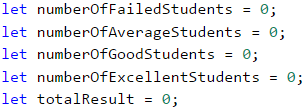 let numberOfFailedStudents = 0;
let numberOfAverageStudents = 0;
let numberOfGoodStudents = 0;
let numberOfExcellentStudents = 0;
let totalResult = 0;